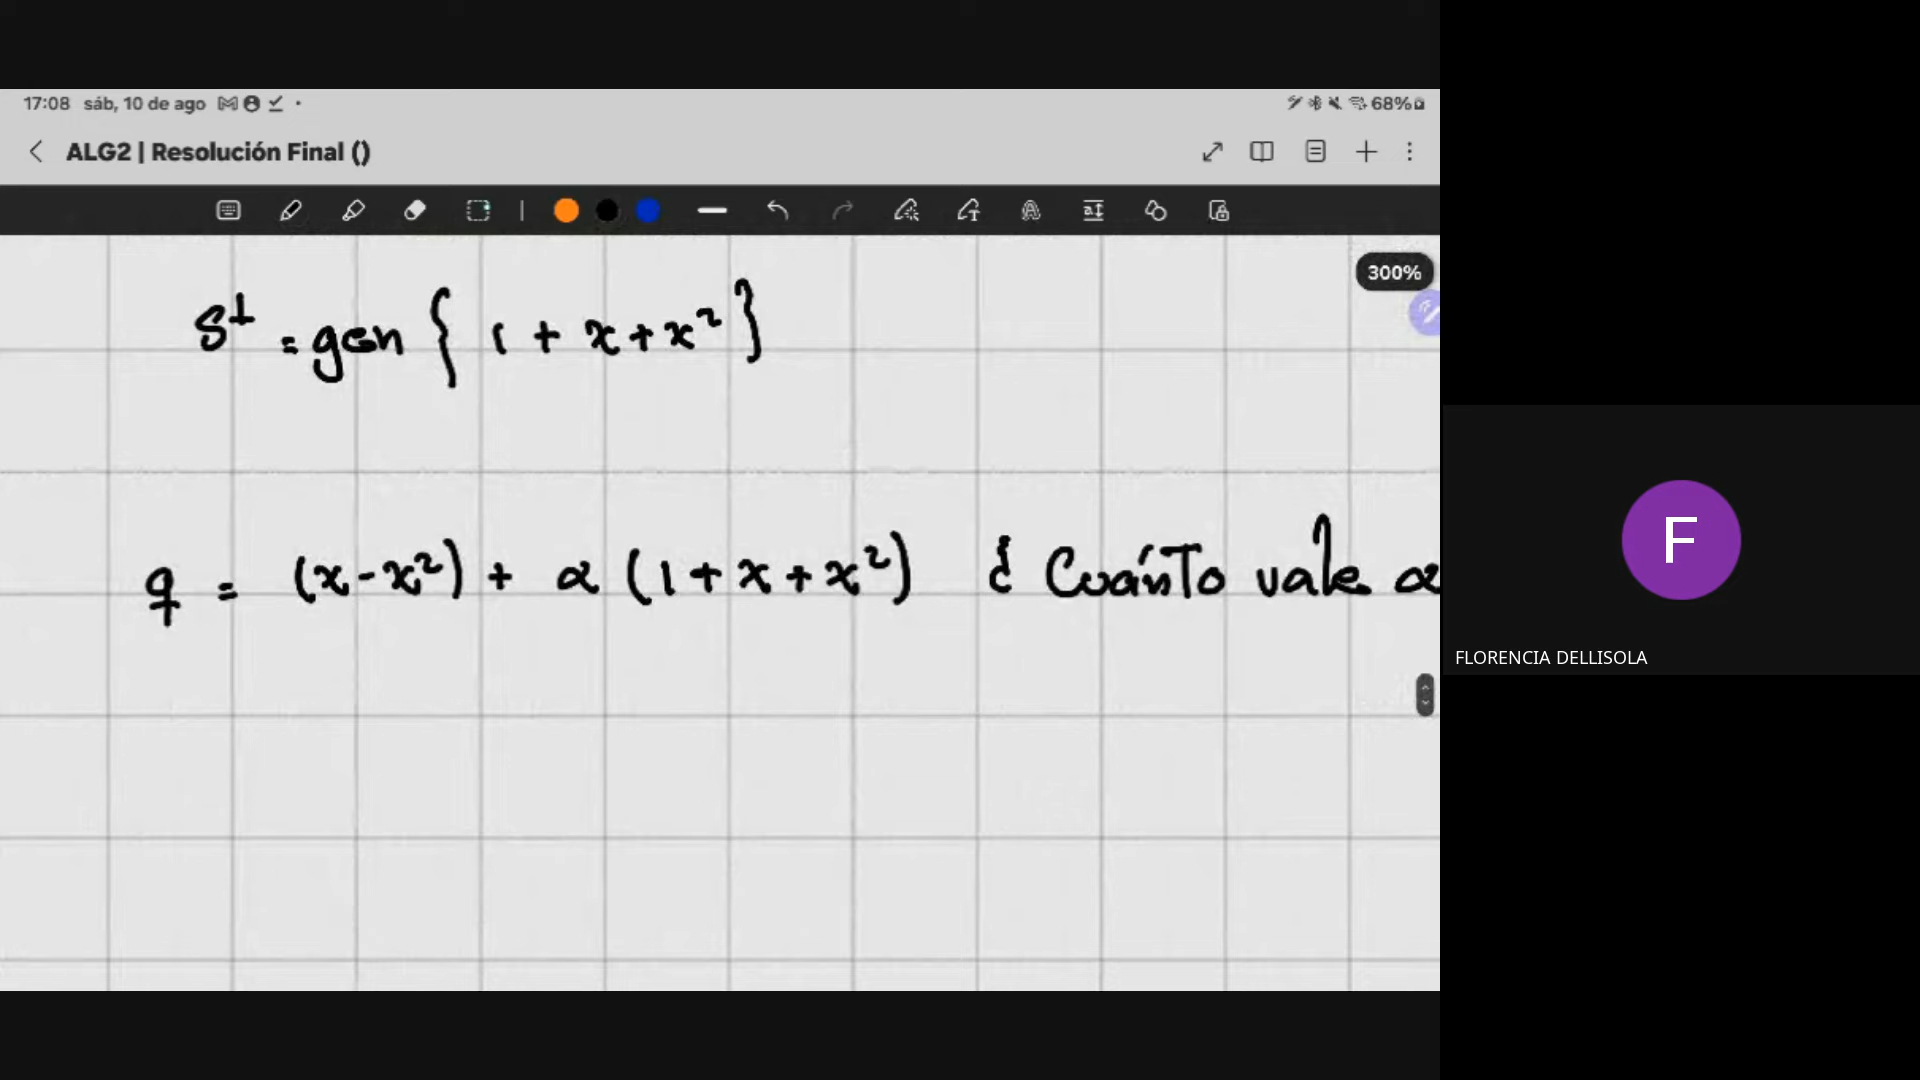 17:08 sáb, 10 de ago
68%
ALG2 | Resolución Final ()
300%
S⊥ = gen { 1 + x + x² }
q = (x - x²) + α (1 + x + x²) ¿ Cuánto vale α
F
FLORENCIA DELLISOLA